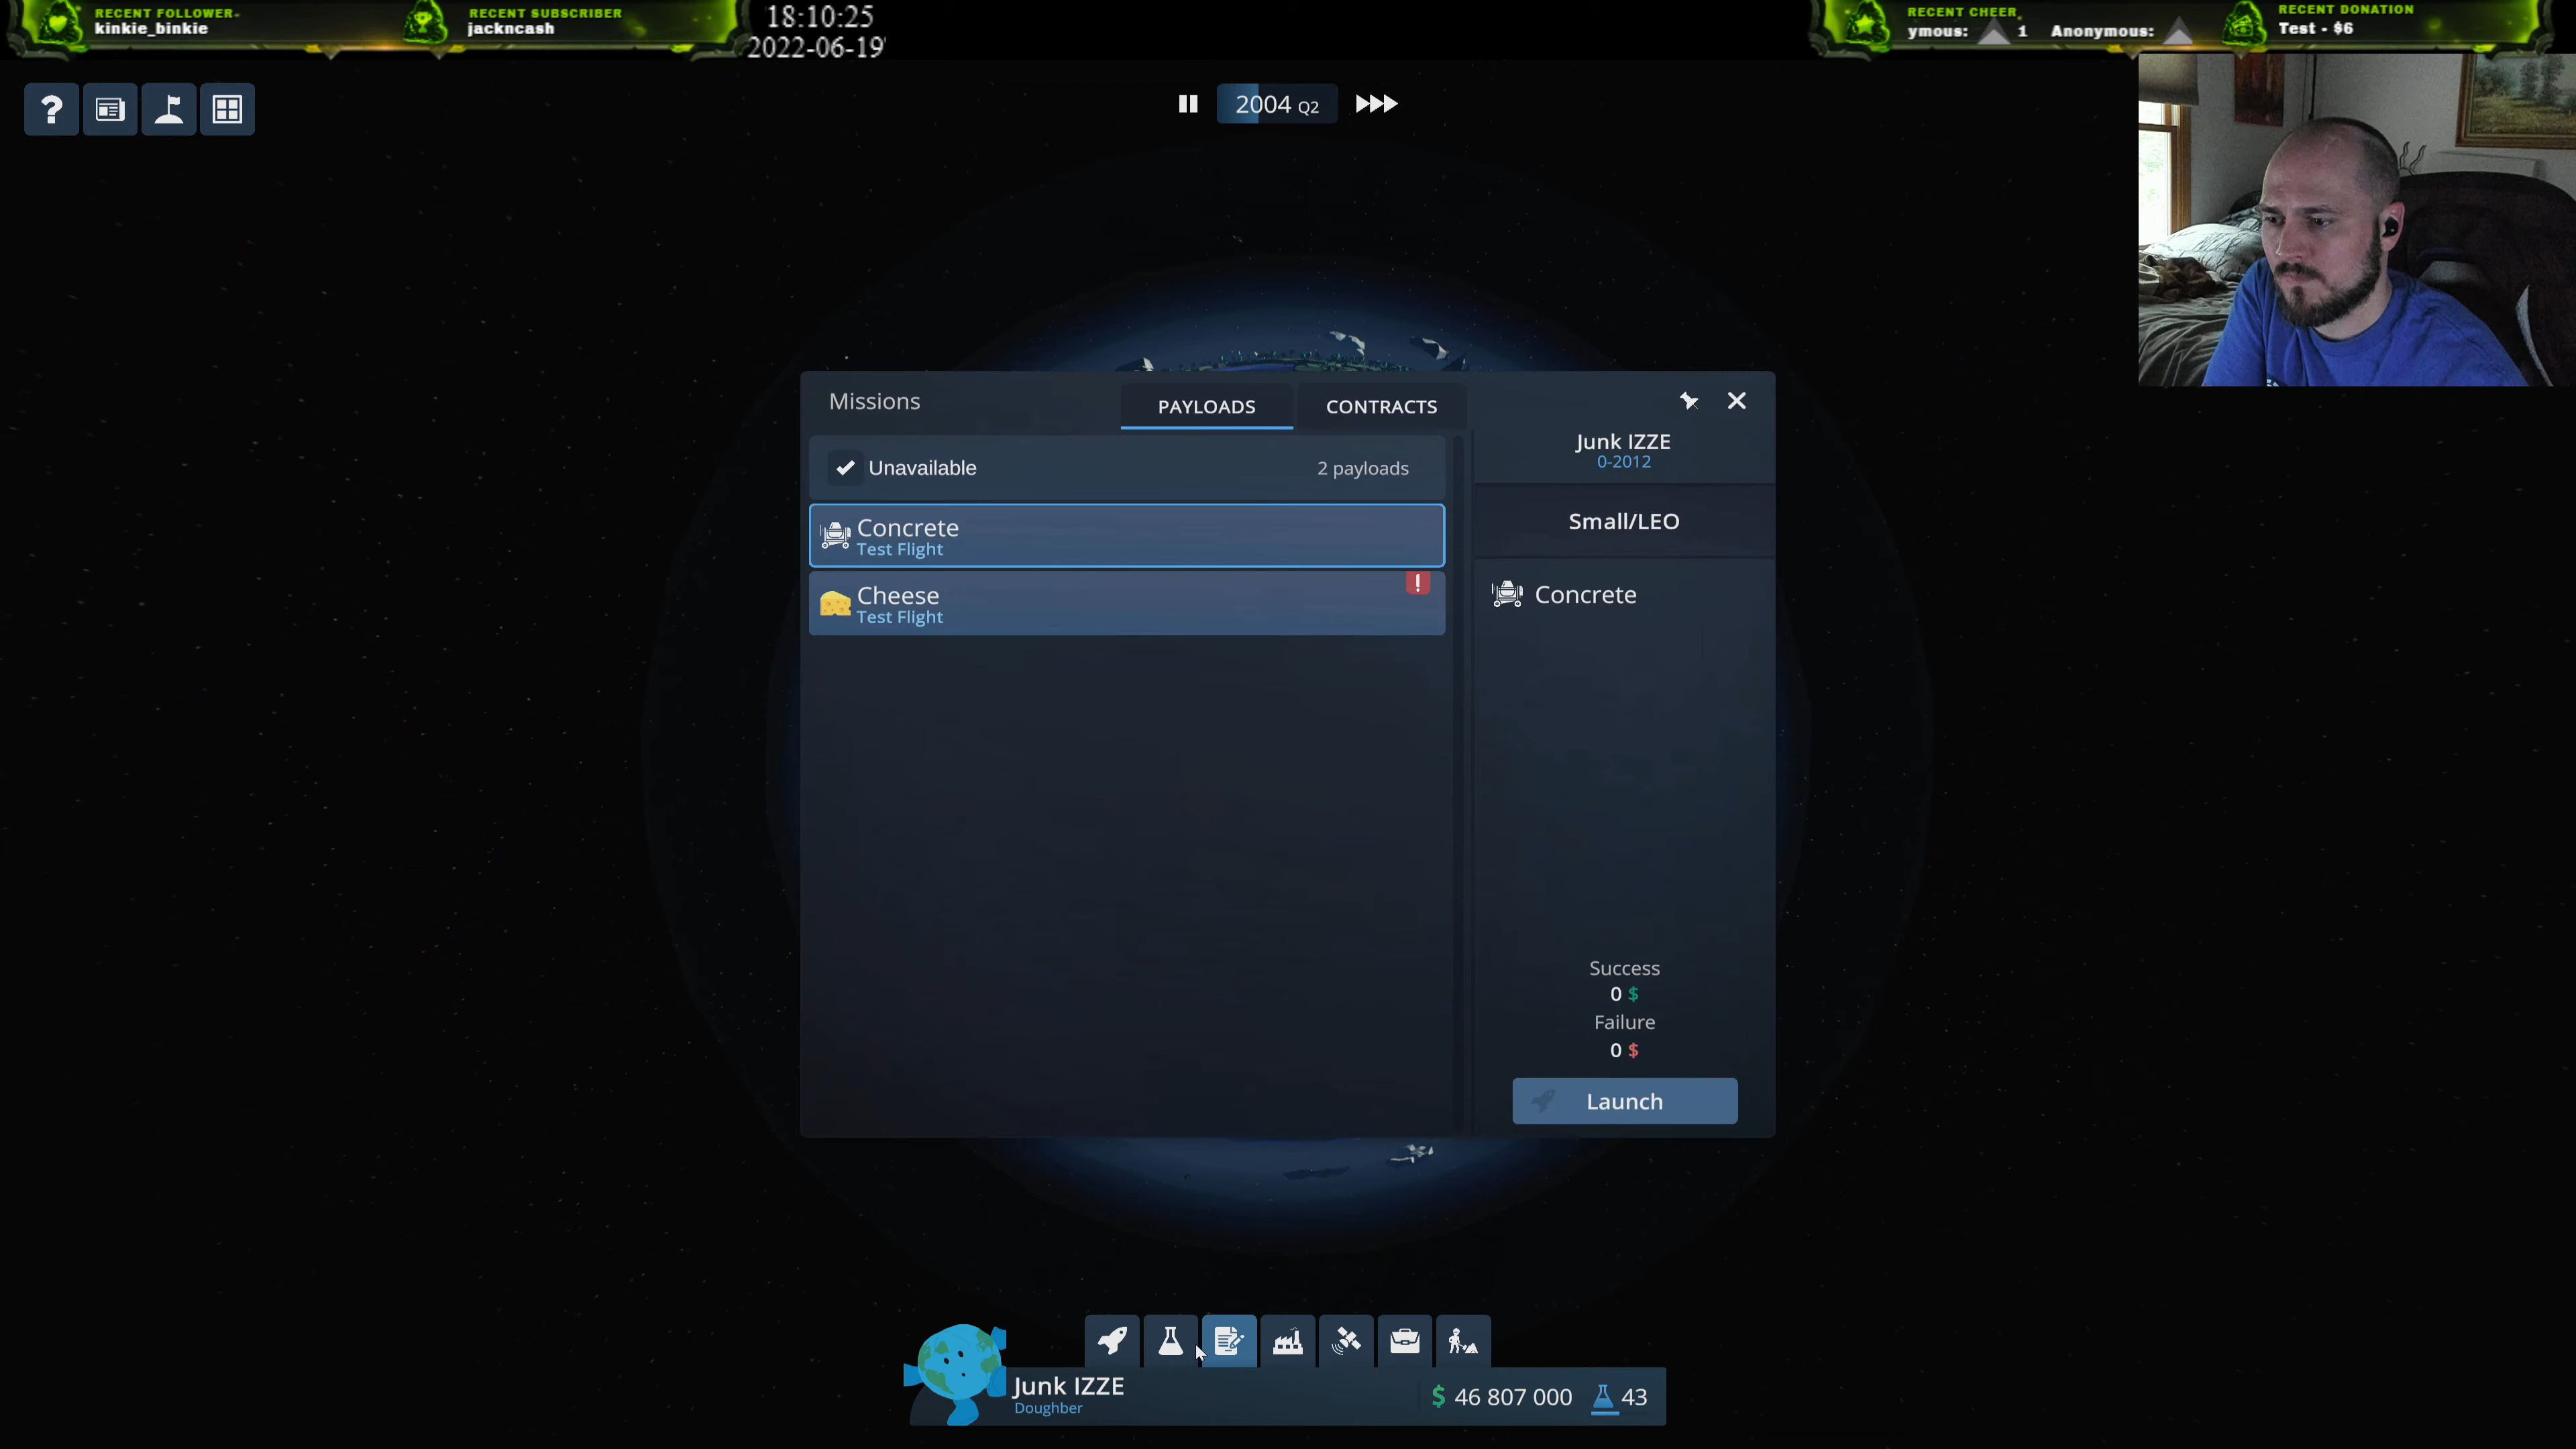 RECENT FOLLOWER
kinkie_binkie
RECENT SUBSCRIBER
jackncash
18:10:25
2022-06-19
RECENT CHEER
ymous: 1 Anonymous:
RECENT DONATION
Test - $6
?
2004 Q2
Missions
PAYLOADS
CONTRACTS
Unavailable
2 payloads
Concrete
Test Flight
Cheese
Test Flight
!
Junk IZZE
0-2012
Small/LEO
Concrete
Success
0 $
Failure
0 $
Launch
Junk IZZE
Doughber
$ 46 807 000
43